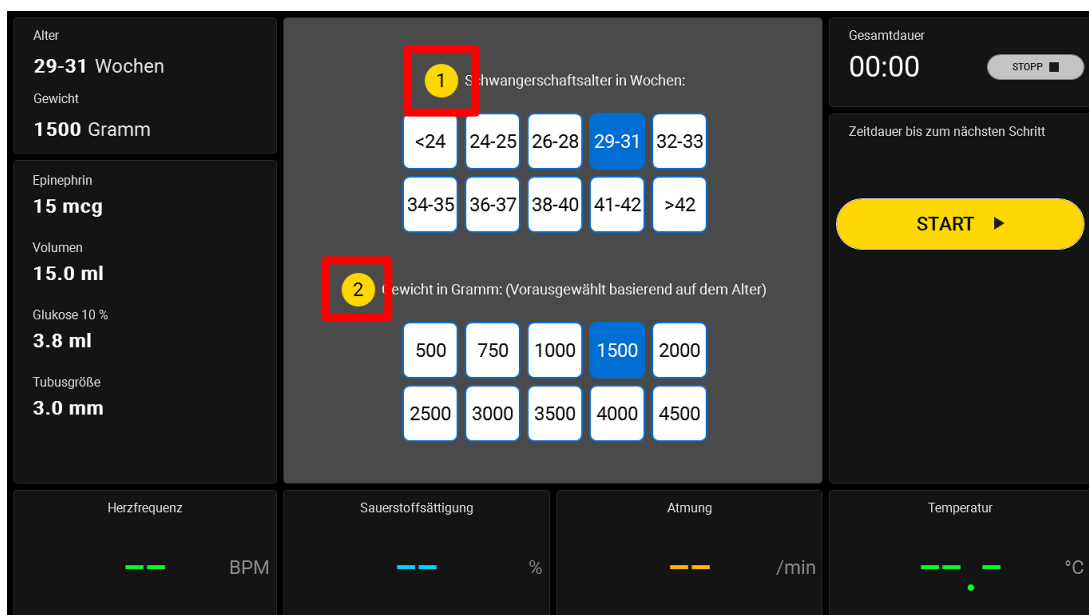 Alter
29-31 Wochen
Gewicht
1500 Gramm
Epinephrin
15 mcg
Volumen
15.0 ml
Glukose 10 %
3.8 ml
Tubusgröße
3.0 mm
1 Schwangerschaftsalter in Wochen:
<24 24-25 26-28 29-31 32-33
34-35 36-37 38-40 41-42 >42
2 Gewicht in Gramm: (Vorausgewählt basierend auf dem Alter)
500 750 1000 1500 2000
2500 3000 3500 4000 4500
Gesamtdauer
00:00 STOPP
Zeitdauer bis zum nächsten Schritt
START
Herzfrequenz
-- BPM
Sauerstoffsättigung
-- %
Atmung
-- /min
Temperatur
--.- °C